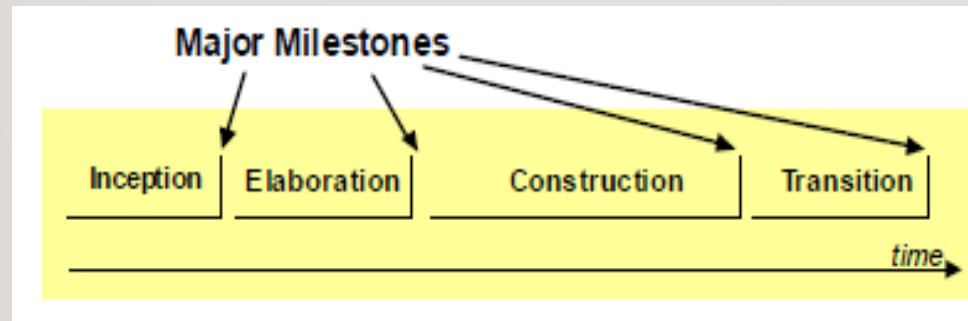 Major Milestones
Inception Elaboration Construction Transition
time